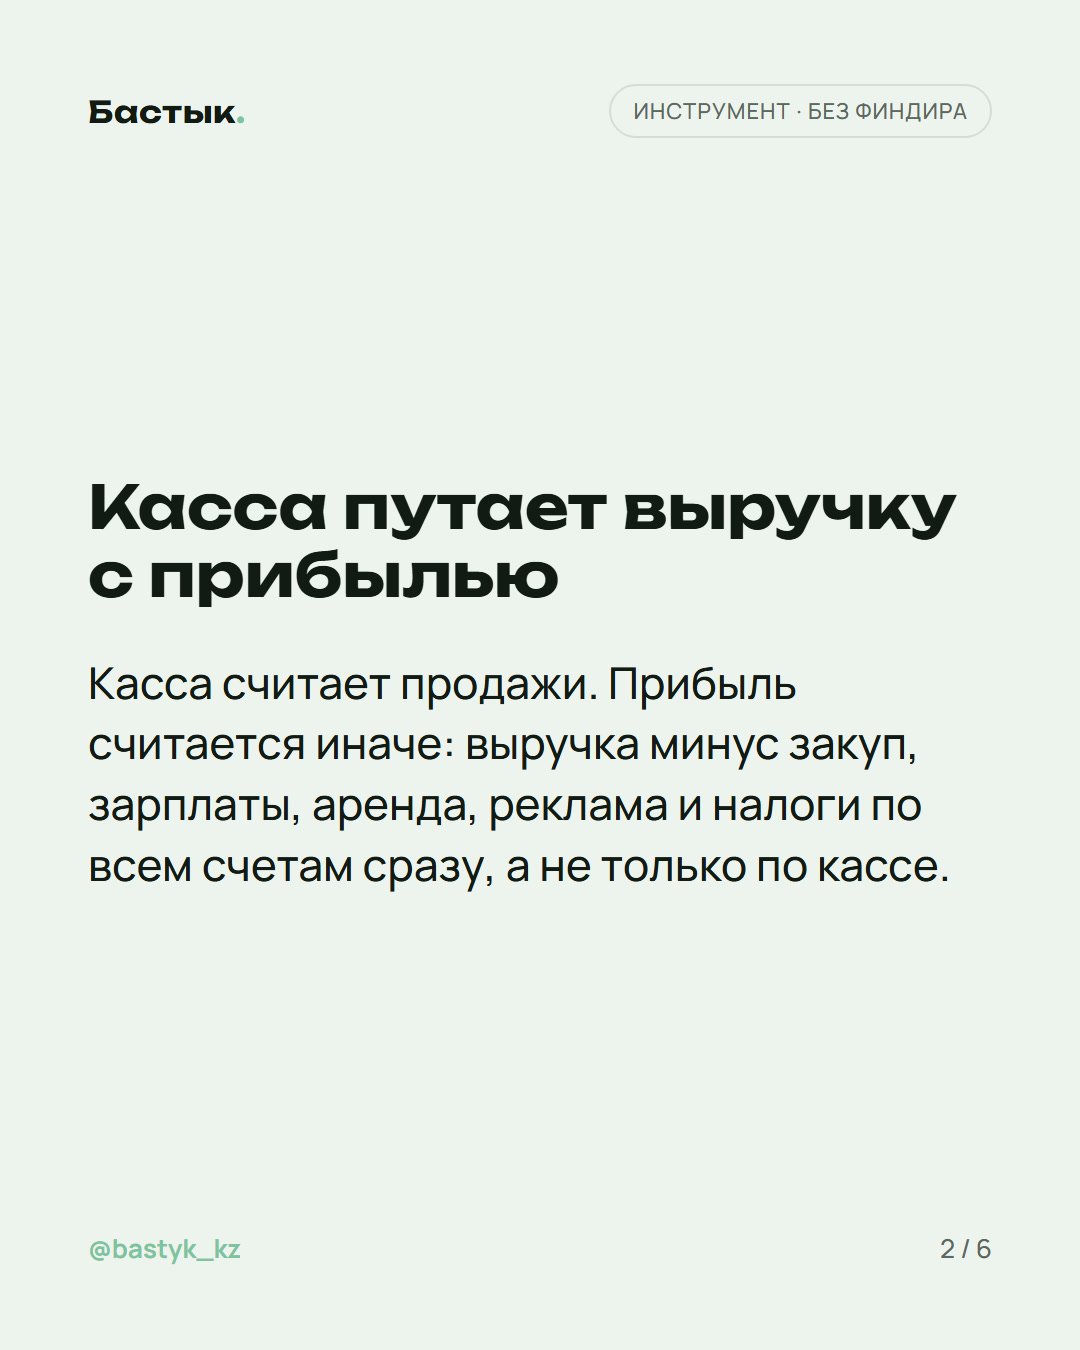 Бастык.
ИНСТРУМЕНТ · БЕЗ ФИНДИРА
Касса путает выручку
с прибылью
Касса считает продажи. Прибыль
считается иначе: выручка минус закуп,
зарплаты, аренда, реклама и налоги по
всем счетам сразу, а не только по кассе.
@bastyk_kz
2 / 6